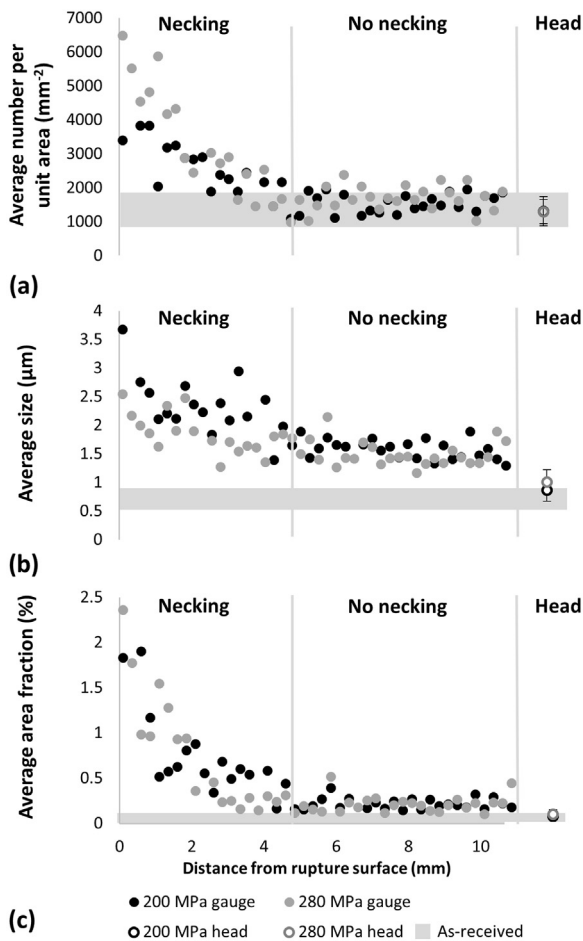 Necking No necking Head
Average number per
unit area (mm-2)
7000
6000
5000
4000
3000
2000
1000
0
(a)
Necking No necking Head
Average size (µm)
4
3.5
3
2.5
2
1.5
1
0.5
0
(b)
Necking No necking Head
Average area fraction (%)
2.5
2
1.5
1
0.5
0
0 2 4 6 8 10
Distance from rupture surface (mm)
200 MPa gauge 280 MPa gauge
(c)
200 MPa head 280 MPa head As-received